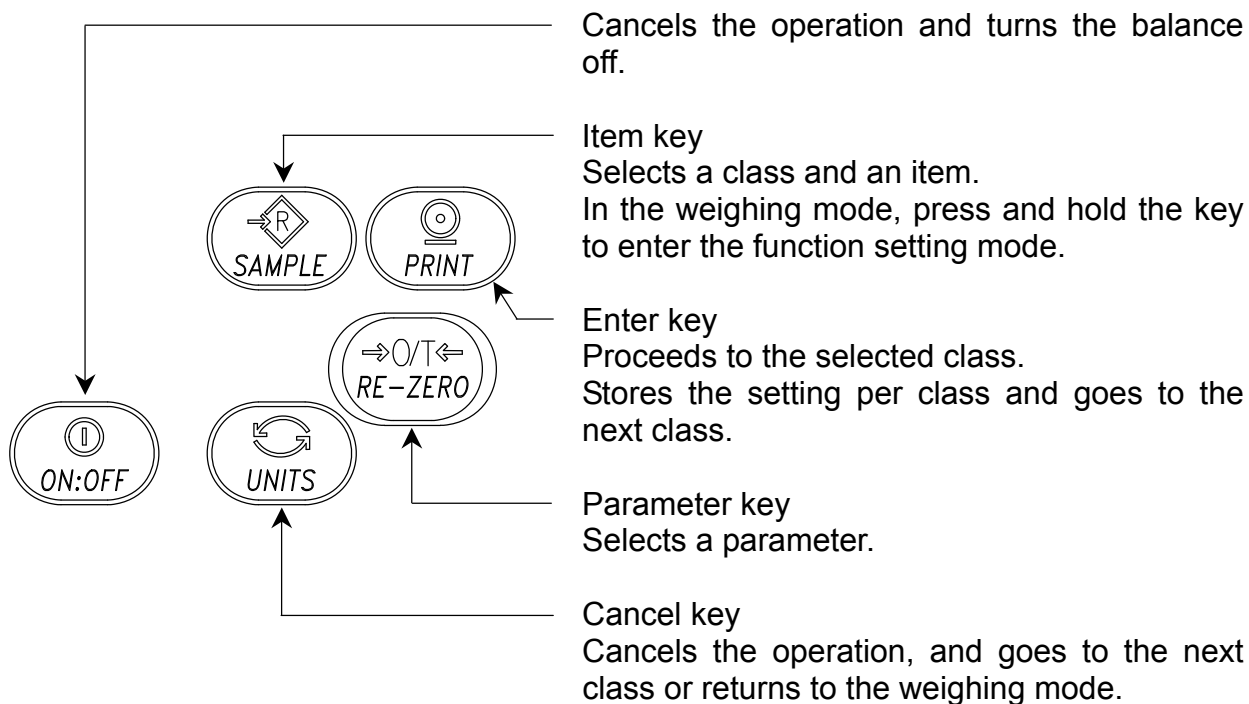 Cancels the operation and turns the balance
off.
Item key
Selects a class and an item.
In the weighing mode, press and hold the key
to enter the function setting mode.
R
SAMPLE
PRINT
Enter key
Proceeds to the selected class.
Stores the setting per class and goes to the
next class.
→O/T←
RE-ZERO
ON:OFF
UNITS
Parameter key
Selects a parameter.
Cancel key
Cancels the operation, and goes to the next
class or returns to the weighing mode.